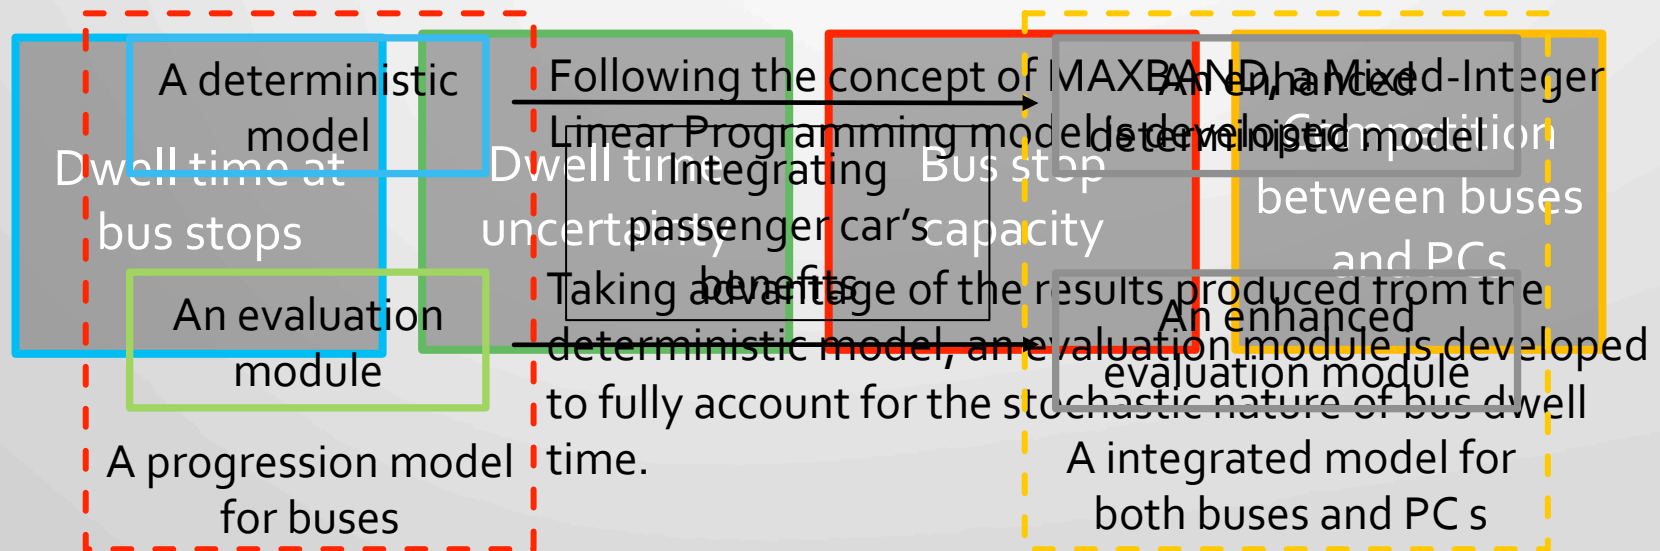 A deterministic
model
Dwell time at
bus stops
An evaluation
module
A progression model
for buses
Dwell time
uncertainty
Following the concept of MAXBAND, a Mixed-Integer
Linear Programming model is developed.
Integrating
passenger car's
benefits
Bus stop
capacity
Taking advantage of the results produced from the
deterministic model, an evaluation module is developed
to fully account for the stochastic nature of bus dwell
time.
An enhanced
deterministic model
Competition
between buses
and PCs
An enhanced
evaluation module
A integrated model for
both buses and PC s